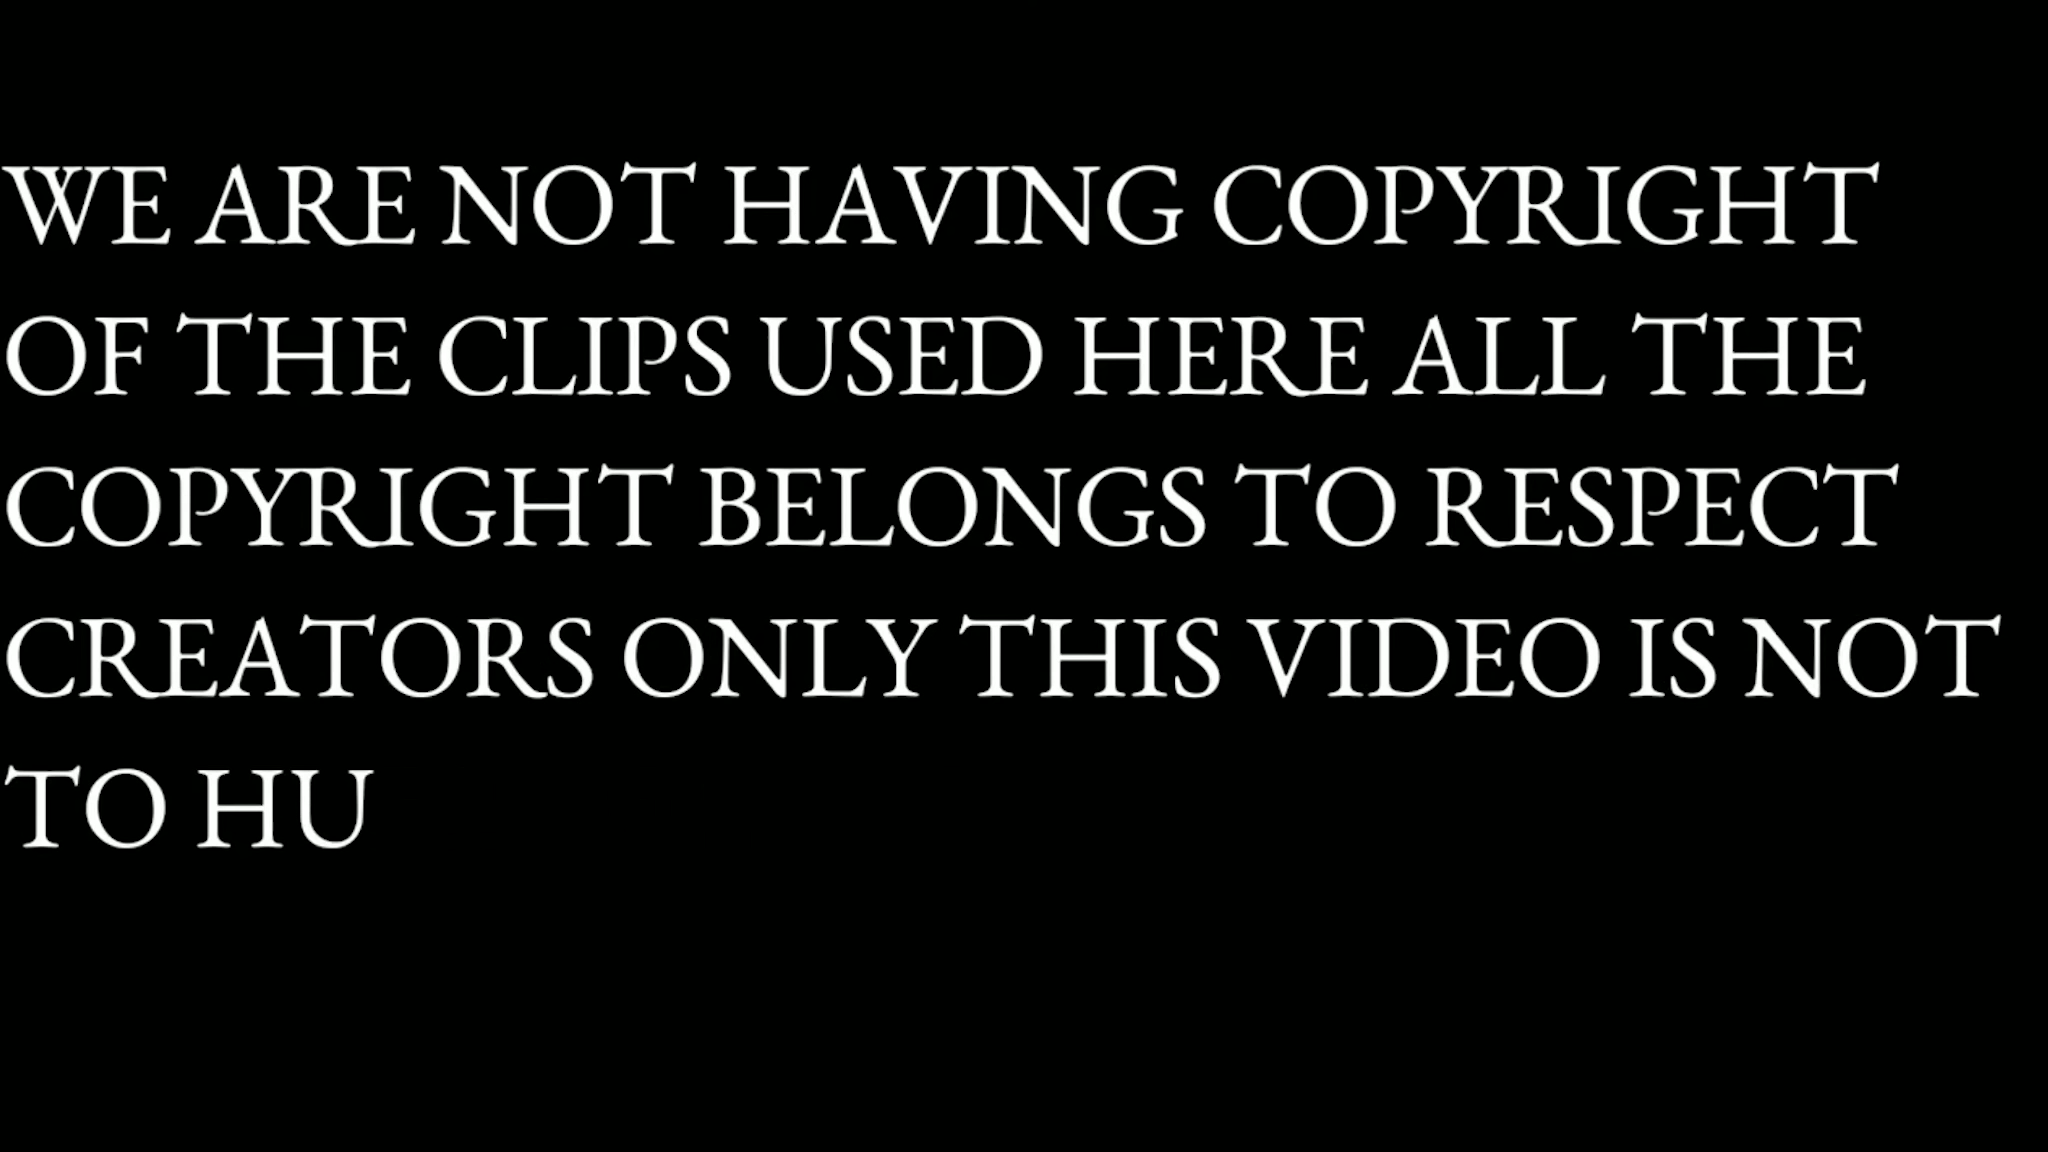 WE ARE NOT HAVING COPYRIGHT
OF THE CLIPS USED HERE ALL THE
COPYRIGHT BELONGS TO RESPECT
CREATORS ONLY THIS VIDEO IS NOT
TO HU